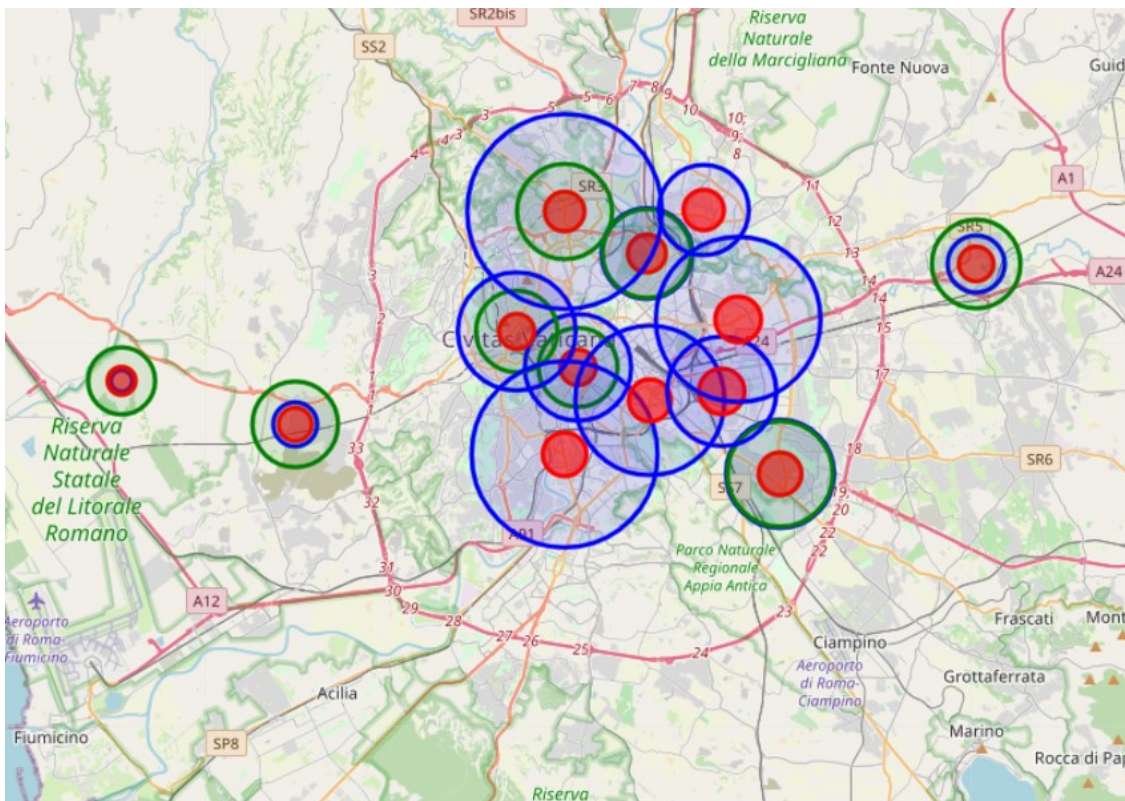 SR2bis
Riserva
Naturale
della Marcigliana
SS2
Fonte Nuova
Guid
3
4
3
4
5
5
6
7
8
9
10
10;
9;
8
A1
11
SR3
12
2
SR5
13
14
A24
14
3
15
Civitas Vaticana
24
17
1
1
Riserva
Naturale
Statale
del Litorale
Romano
33
18
SR6
SS7
19,
20
32
A91
22
22
Parco Naturale
Regionale
Appia Antica
31
A12
30
29
23
Aeroporto
di Roma-
Fiumicino
28
27
26
25
24
Frascati
Mont
Ciampino
Aeroporto
di Roma-
Ciampino
Grottaferrata
Acilia
Fiumicino
SP8
Marino
Rocca di Pap
Riserva